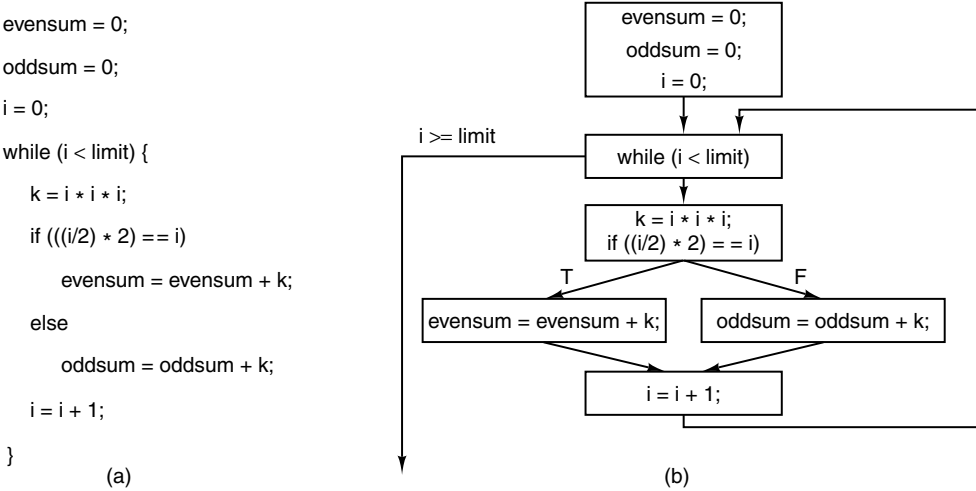 evensum = 0;
oddsum = 0;
i = 0;
while (i < limit) {
k = i * i * i;
if (((i/2) * 2) == i)
evensum = evensum + k;
else
oddsum = oddsum + k;
i = i + 1;
}
(a)
evensum = 0;
oddsum = 0;
i = 0;
i >= limit
while (i < limit)
k = i * i * i;
if ((i/2) * 2) = = i)
T
F
evensum = evensum + k;
oddsum = oddsum + k;
i = i + 1;
(b)